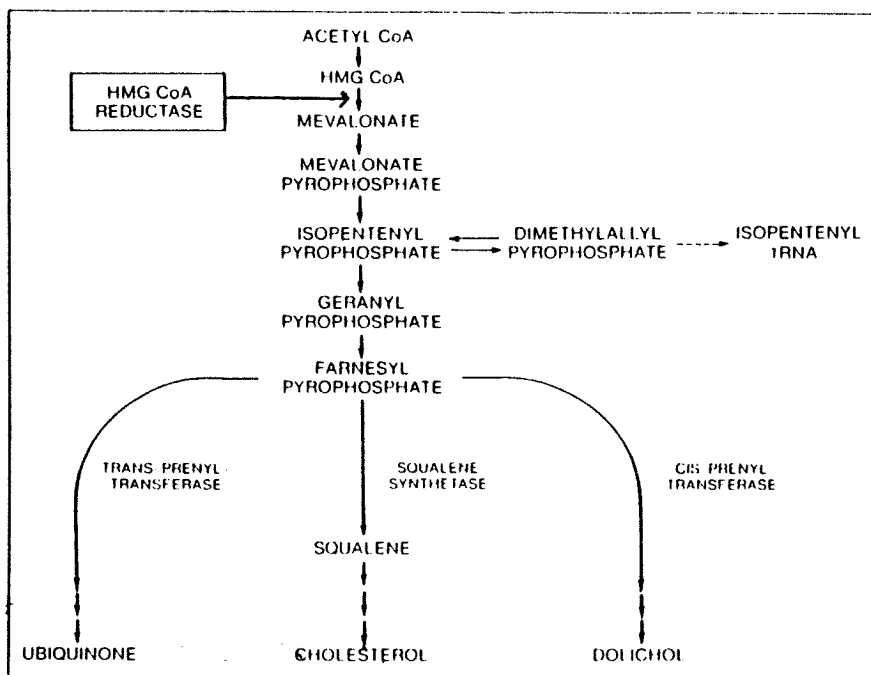 ACETYL CoA
HMG CoA
HMG CoA
REDUCTASE
MEVALONATE
MEVALONATE
PYROPHOSPHATE
ISOPENTENYL
PYROPHOSPHATE
DIMETHYLALLYL
PYROPHOSPHATE
ISOPENTENYL
tRNA
GERANYL
PYROPHOSPHATE
FARNESYL
PYROPHOSPHATE
TRANS PRENYL
TRANSFERASE
SQUALENE
SYNTHETASE
CIS PRENYL
TRANSFERASE
SQUALENE
UBIQUINONE
CHOLESTEROL
DOLICHOL